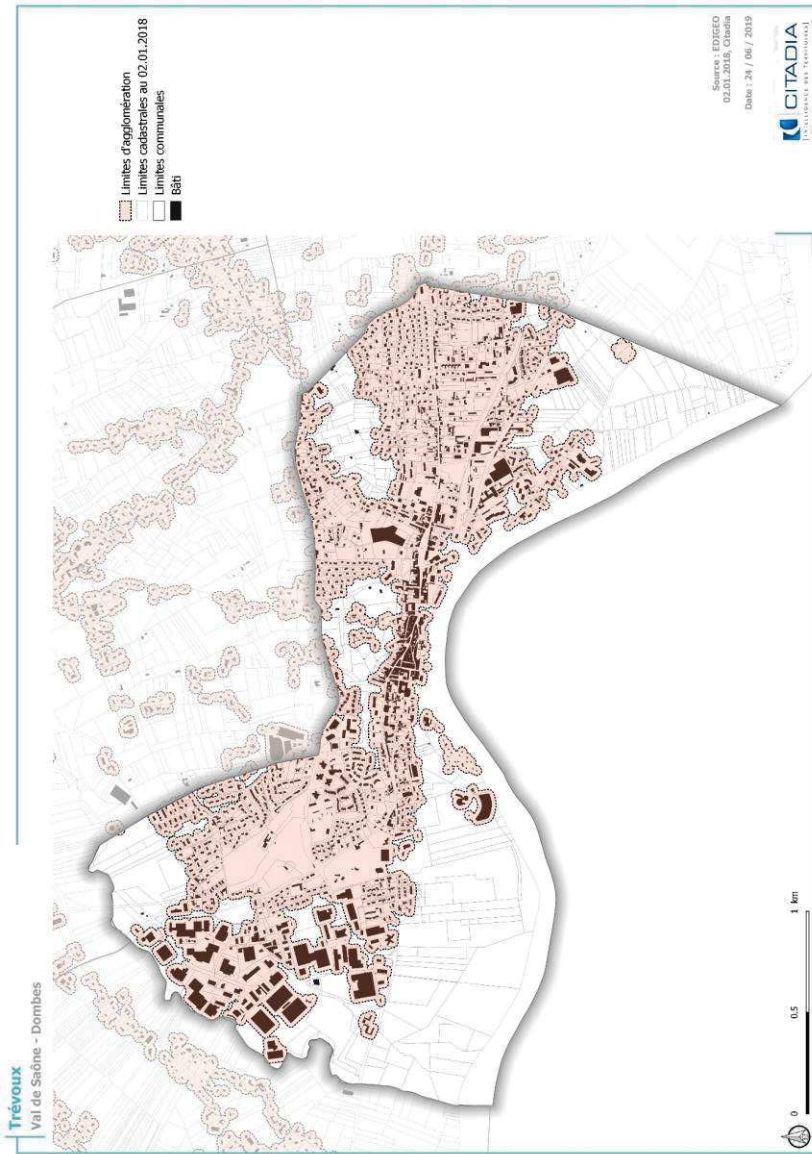 Trévoux
Val de Saône - Dombes
Limites d'agglomération
Limites cadastrales au 02.01.2018
Limites communales
Bâti
0
0.5
1 km
Source : EDIGEO
02.01.2018, Citadia
Date : 24 / 06 / 2019
CITADIA